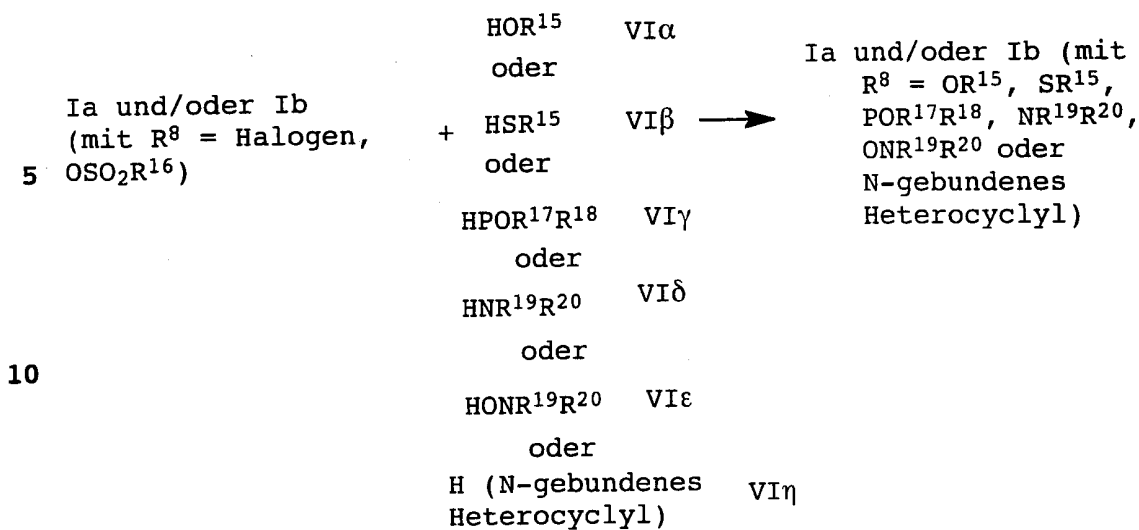 Ia und/oder Ib
(mit R⁸ = Halogen,
5 OSO₂R¹⁶)
+
HOR¹⁵ VIα
oder
HSR¹⁵ VIβ
oder
HPOR¹⁷R¹⁸ VIγ
oder
HNR¹⁹R²⁰ VIδ
oder
10
HONR¹⁹R²⁰ VIε
oder
H (N-gebundenes
Heterocyclyl) VIη
⟶
Ia und/oder Ib (mit
R⁸ = OR¹⁵, SR¹⁵,
POR¹⁷R¹⁸, NR¹⁹R²⁰,
ONR¹⁹R²⁰ oder
N-gebundenes
Heterocyclyl)